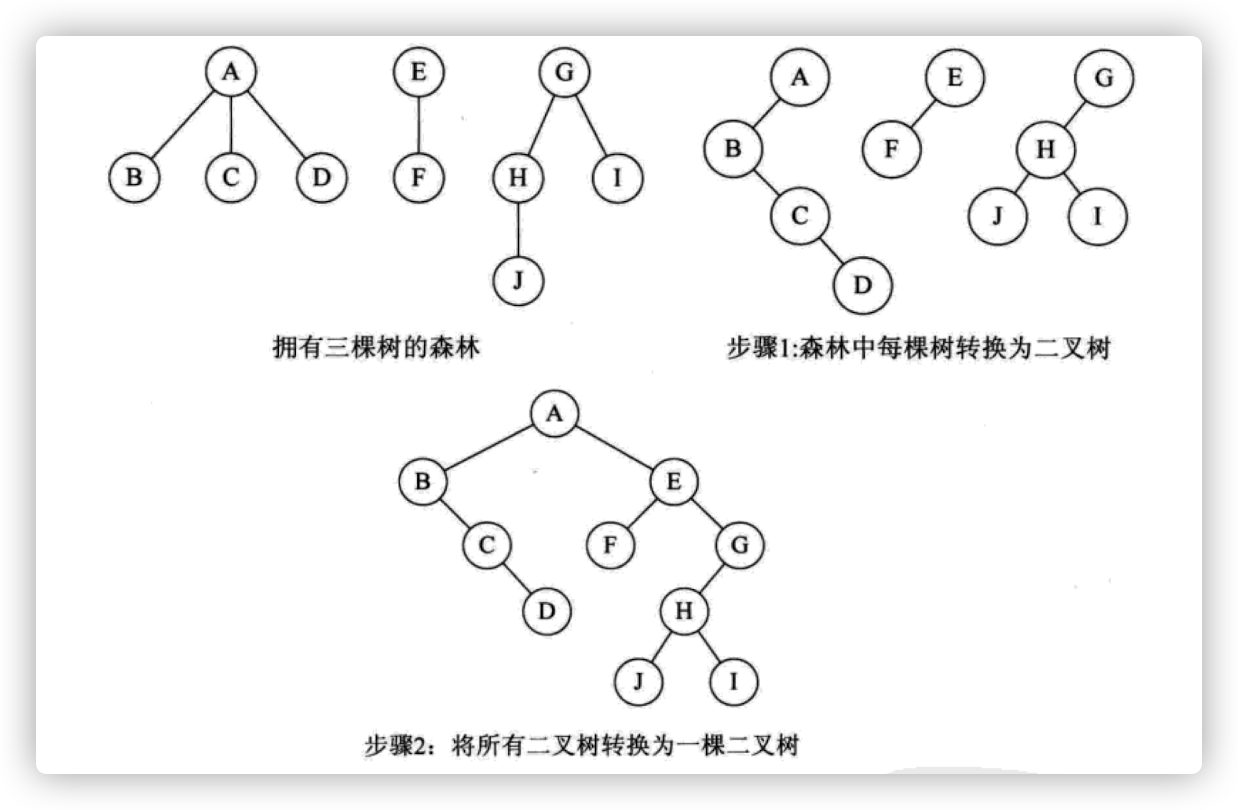 A E G A E G
B C D F H I B F H
J C J I
D
拥有三棵树的森林 步骤1:森林中每棵树转换为二叉树
A
B E
C F G
D H
J I
步骤2：将所有二叉树转换为一棵二叉树